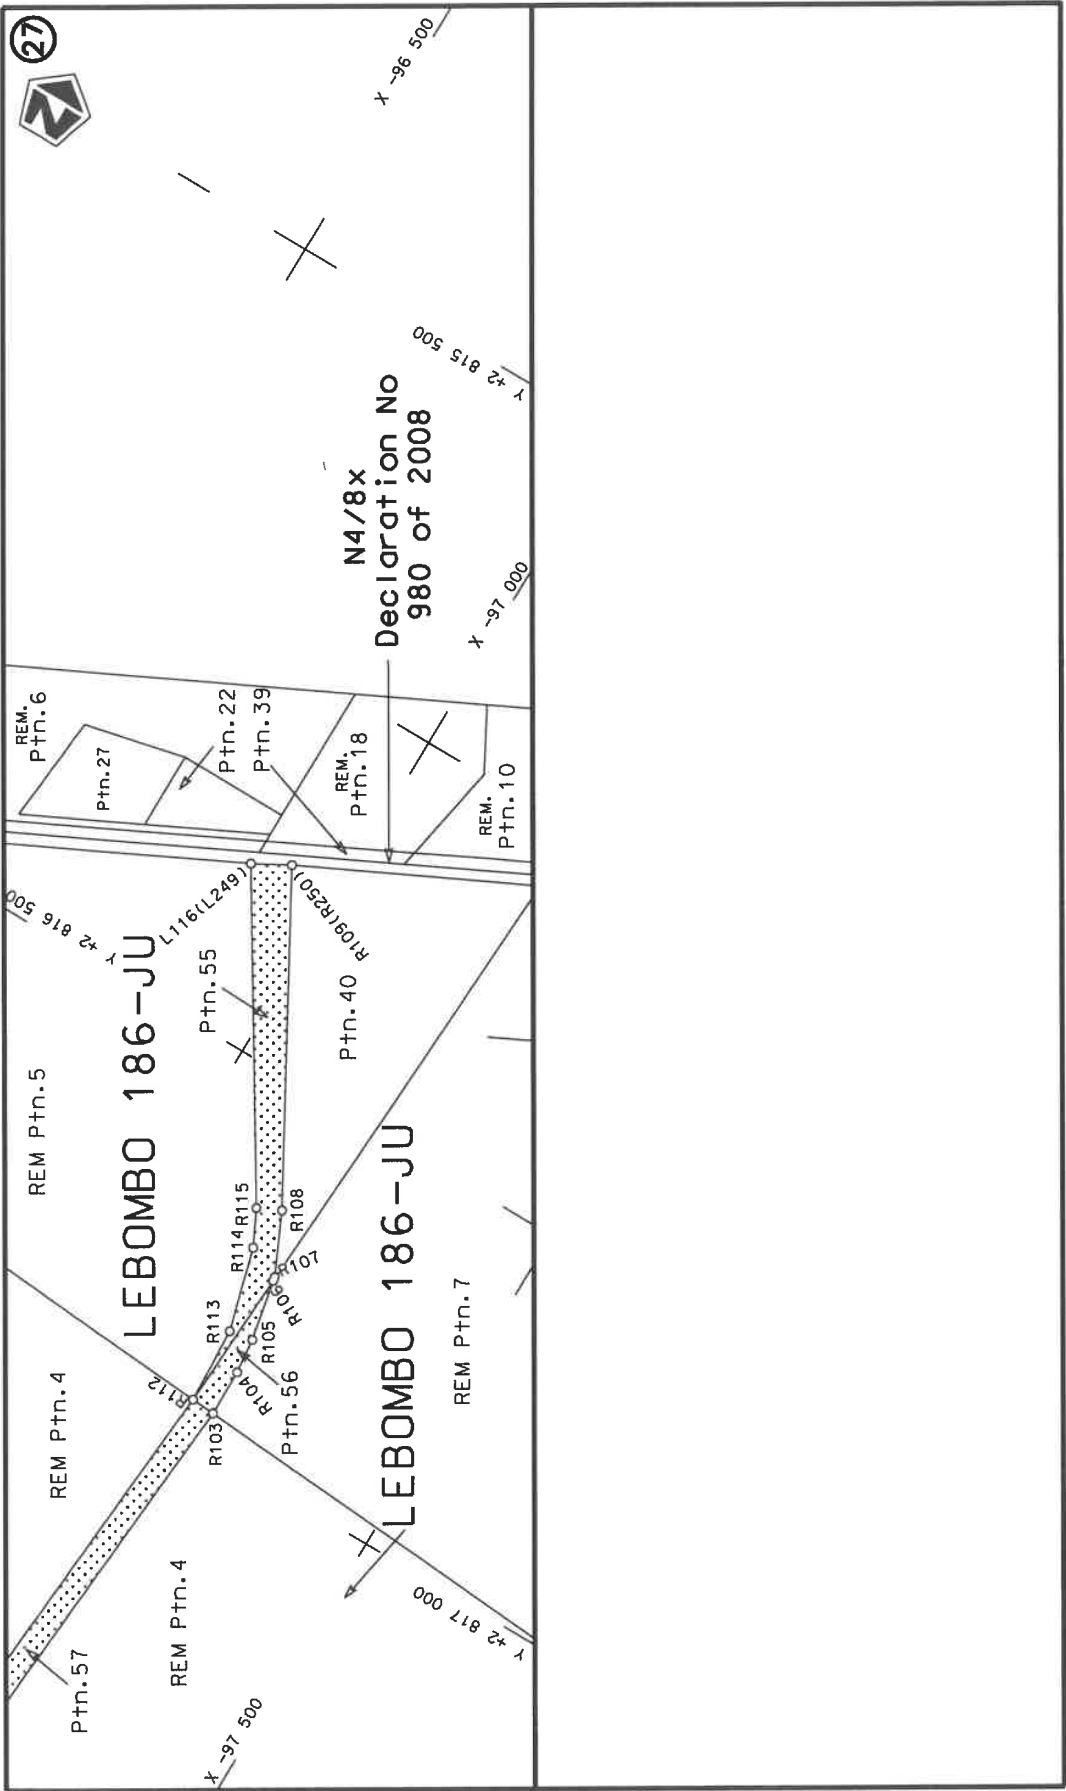 27
N
X -96 500
Y +2 815 500
X -97 000
N4/8x
Declaration No
980 of 2008
REM.
Ptn.6
Ptn.27
Ptn.22
Ptn.39
REM.
Ptn.18
REM.
Ptn.10
Y +2 816 500
L116(L249)
R109(R250)
LEBOMBO 186-JU
Ptn.55
Ptn.40
REM Ptn.5
R115
R114
R108
R107
R106
R113
R105
R104
R112
R103
Ptn.56
LEBOMBO 186-JU
REM Ptn.7
REM Ptn.4
REM Ptn.4
Ptn.57
Y +2 817 000
X -97 500